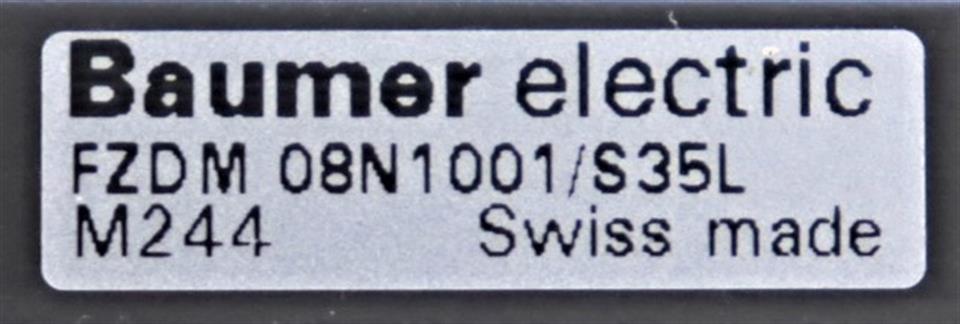 Baumer electric
FZDM 08N1001/S35L
M244 Swiss made